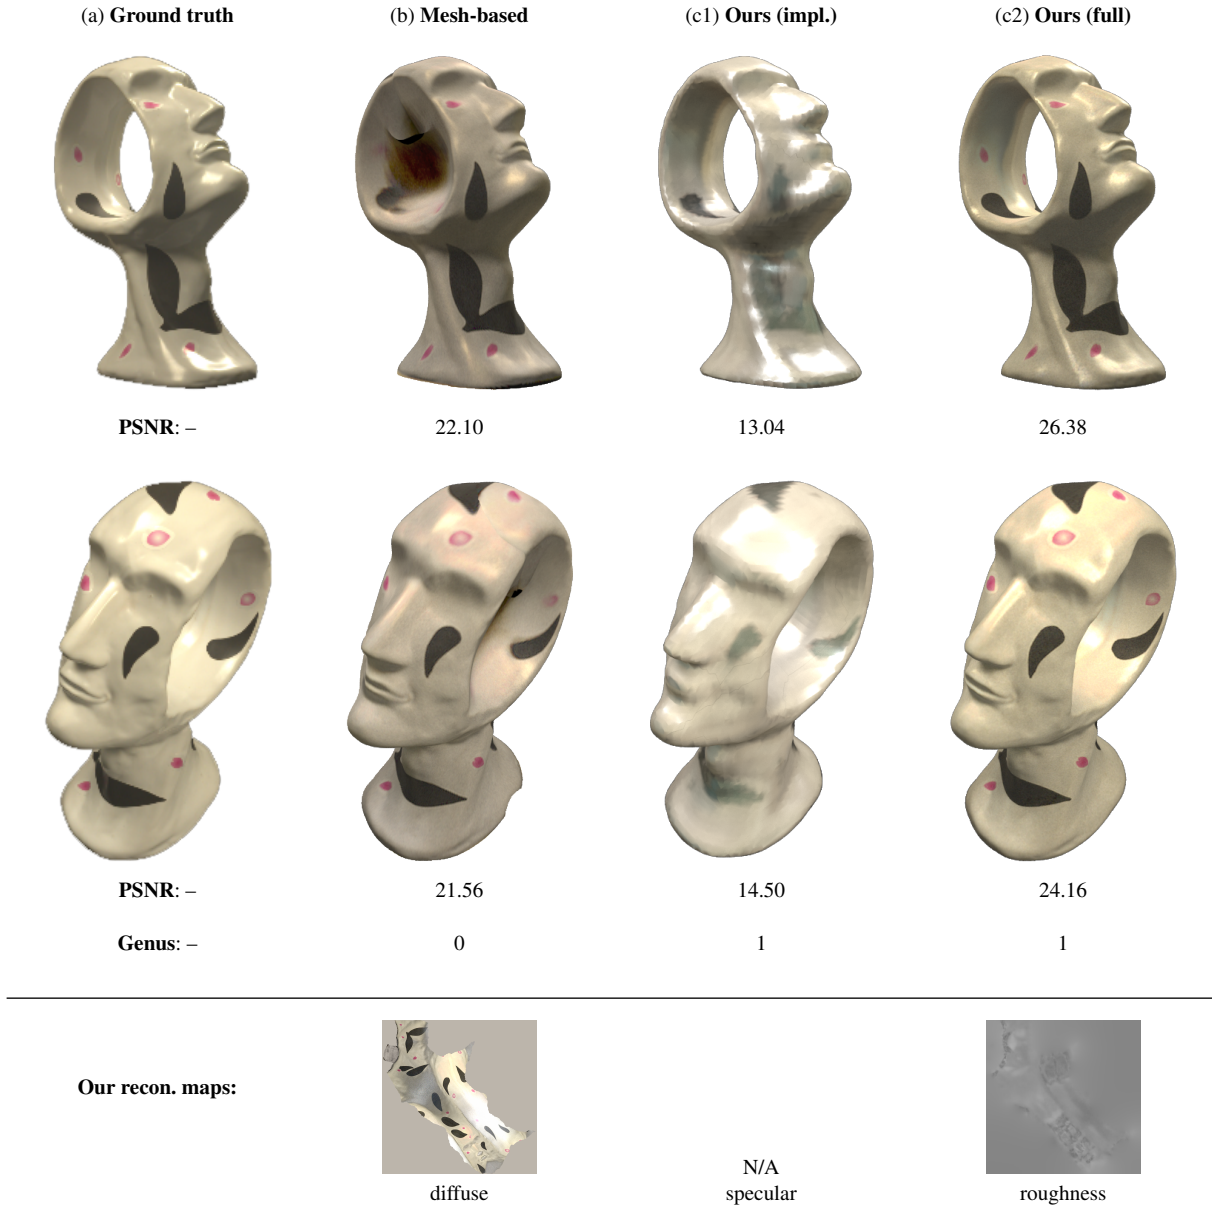 (a) Ground truth (b) Mesh-based (c1) Ours (impl.) (c2) Ours (full)
PSNR: – 22.10 13.04 26.38
PSNR: – 21.56 14.50 24.16
Genus: – 0 1 1
Our recon. maps:
N/A
diffuse specular roughness